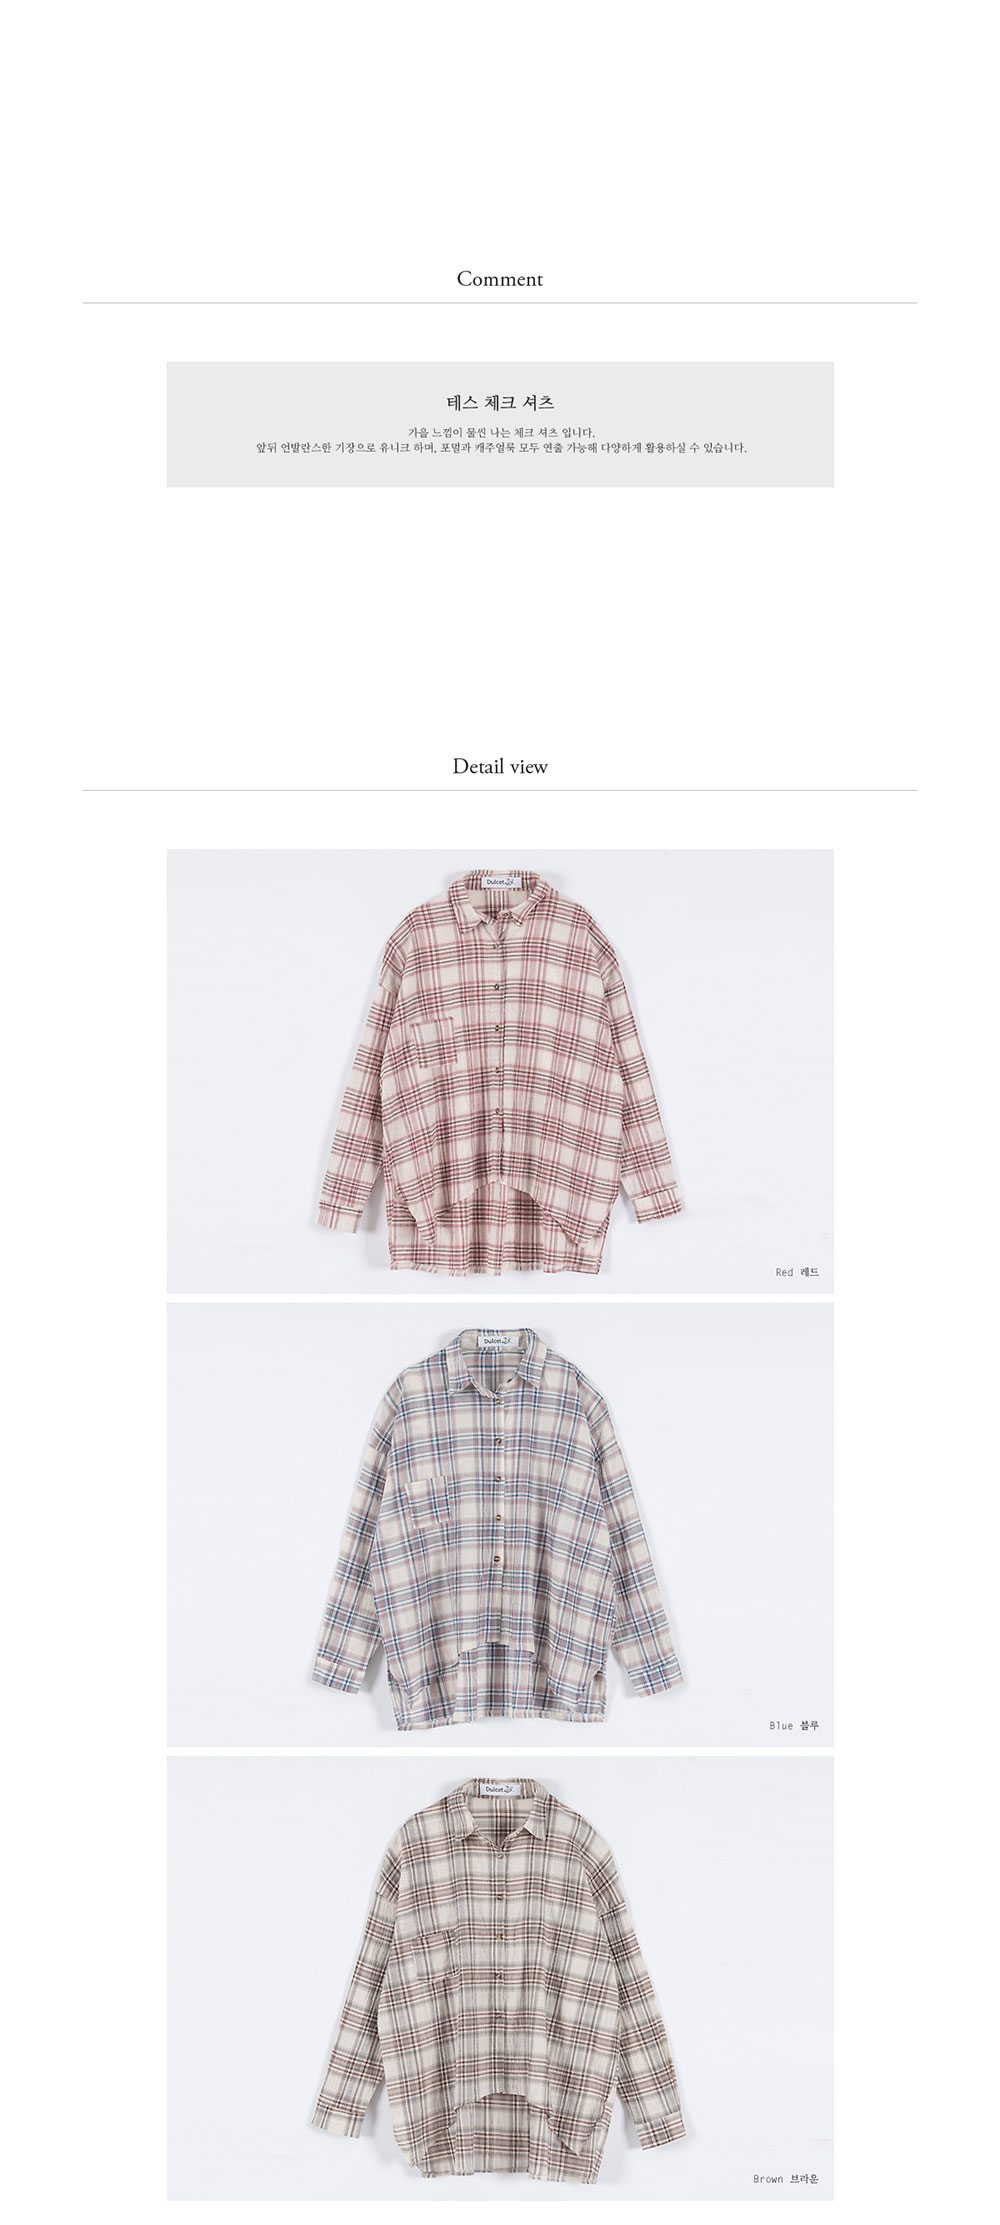 Comment
테스 체크 셔츠
가을 느낌이 물씬 나는 체크 셔츠 입니다.
앞뒤 언발란스한 기장으로 유니크 하며, 포멀과 캐주얼룩 모두 연출 가능해 다양하게 활용하실 수 있습니다.
Detail view
Dulcet
Red 레드
Dulcet
Blue 블루
Dulcet
Brown 브라운